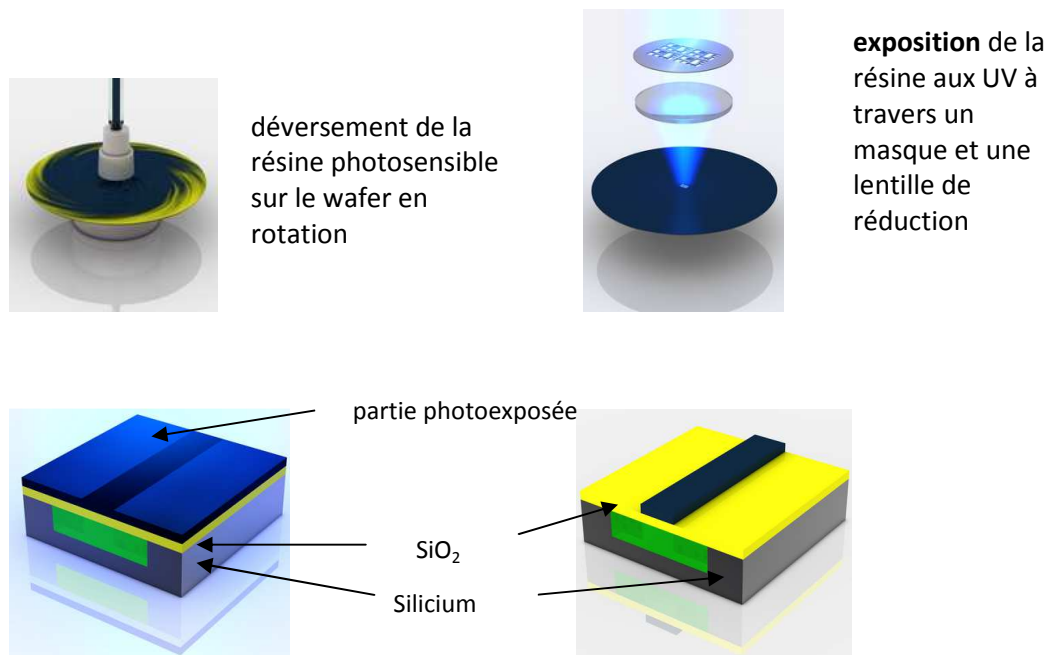 déversement de la
résine photosensible
sur le wafer en
rotation
exposition de la
résine aux UV à
travers un
masque et une
lentille de
réduction
partie photoexposée
SiO₂
Silicium